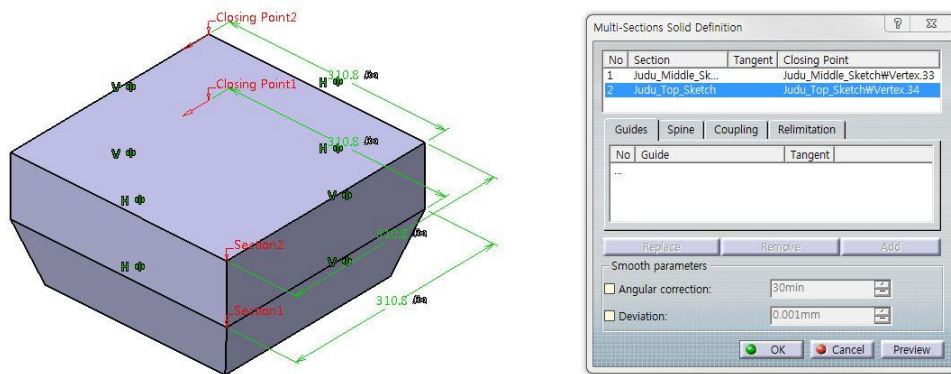 Closing Point2
310.8
V
H
Closing Point1
310.8
V
H
H
V
Section2
310.8
H
V
310.8
Section1
Multi-Sections Solid Definition
No Section Tangent Closing Point
1 Judu_Middle_Sk... Judu_Middle_Sketch₩Vertex.33
2 Judu_Top_Sketch Judu_Top_Sketch₩Vertex.34
Guides Spine Coupling Relimitation
No Guide Tangent
...
Replace Remove Add
Smooth parameters
Angular correction: 30min
Deviation: 0.001mm
OK Cancel Preview